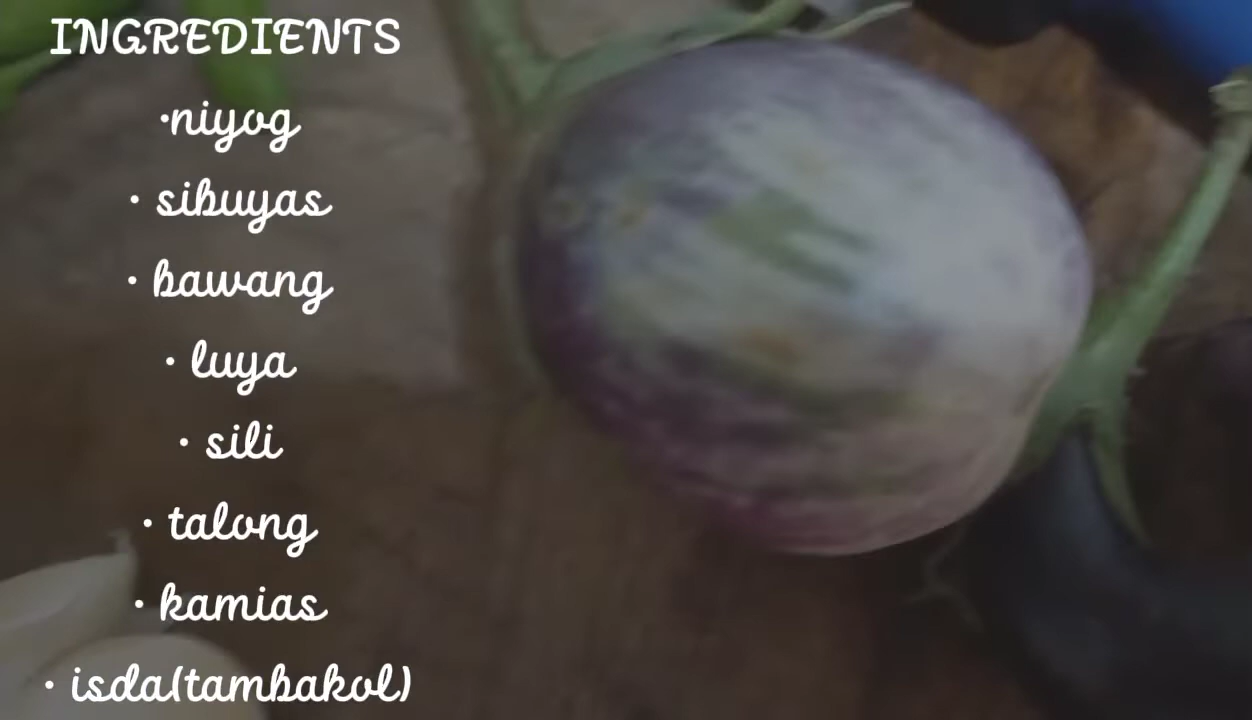 INGREDIENTS
·niyog
· sibuyas
· bawang
· luya
· sili
· talong
· kamias
· isda(tambakol)